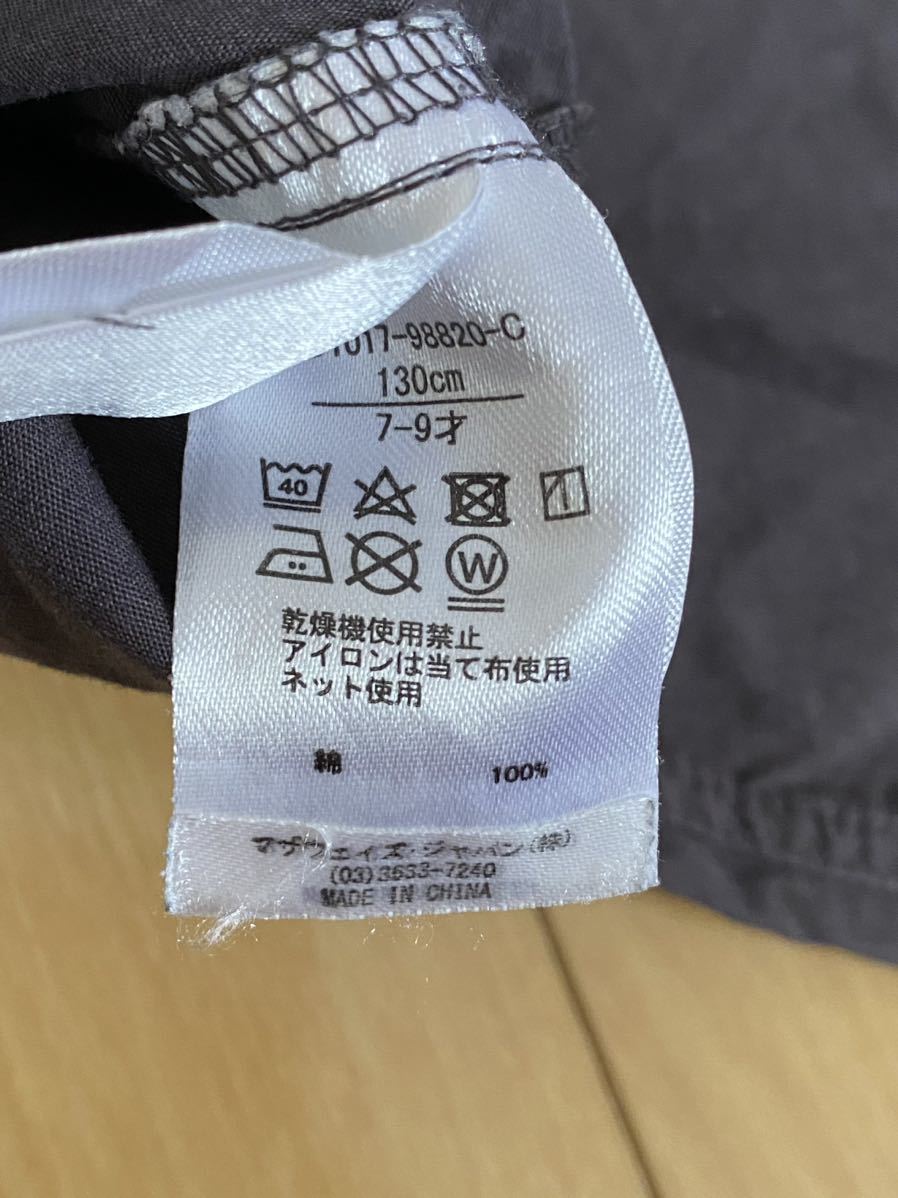 1017-98820-C
130cm
7-9才
40
W
乾燥機使用禁止
アイロンは当て布使用
ネット使用
綿 100%
マザウェイズ・ジャパン(株)
(03)3633-7240
MADE IN CHINA